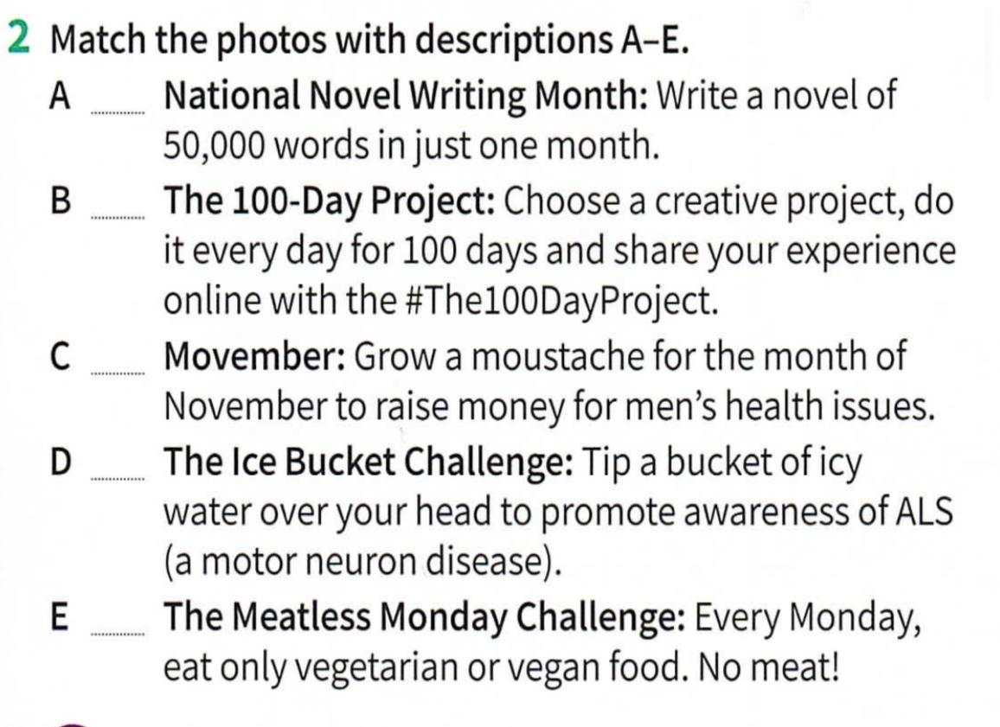 2 Match the photos with descriptions A–E.
A ........ National Novel Writing Month: Write a novel of
50,000 words in just one month.
B ........ The 100-Day Project: Choose a creative project, do
it every day for 100 days and share your experience
online with the #The100DayProject.
C ........ Movember: Grow a moustache for the month of
November to raise money for men’s health issues.
D ........ The Ice Bucket Challenge: Tip a bucket of icy
water over your head to promote awareness of ALS
(a motor neuron disease).
E ........ The Meatless Monday Challenge: Every Monday,
eat only vegetarian or vegan food. No meat!